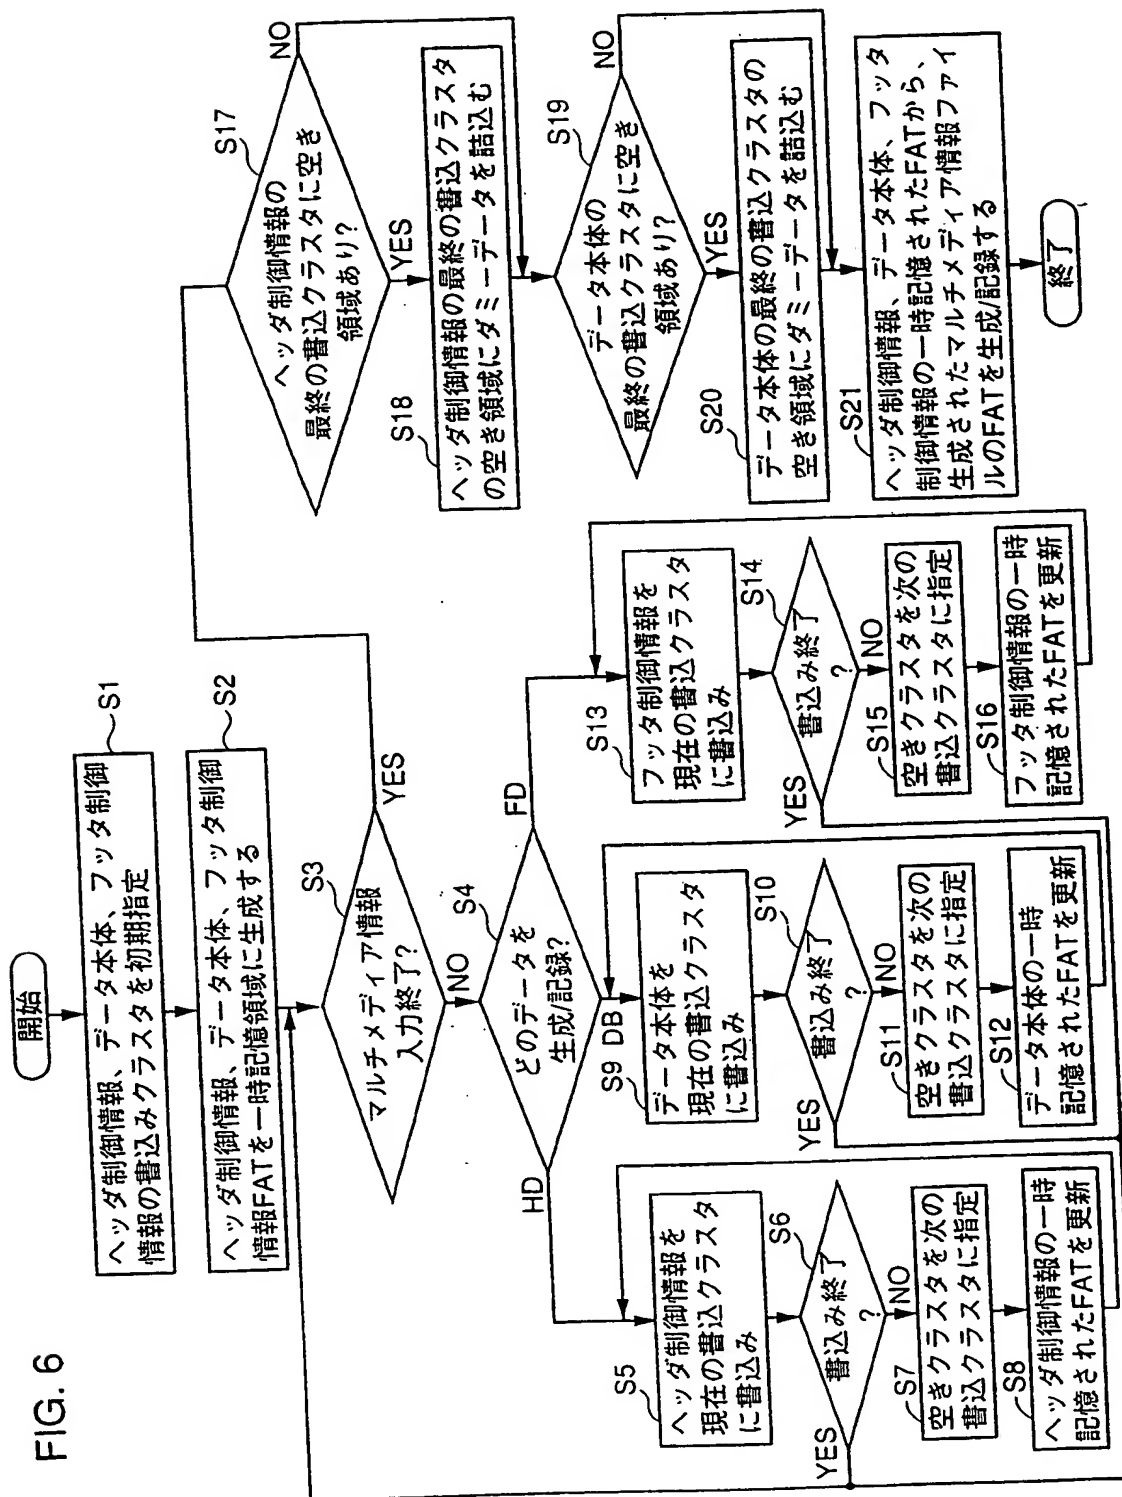 FIG. 6
開始
S1
ヘッダ制御情報、データ本体、フッタ制御
情報の書込みクラスタを初期指定
S2
ヘッダ制御情報、データ本体、フッタ制御
情報FATを一時記憶領域に生成する
S3
マルチメディア情報
入力終了?
YES
NO
S4
どのデータを
生成/記録?
HD
DB
FD
S5
ヘッダ制御情報を
現在の書込クラスタ
に書込み
S6
書込み終了
?
YES
NO
S7
空きクラスタを次の
書込クラスタに指定
S8
ヘッダ制御情報の一時
記憶されたFATを更新
S9
データ本体を
現在の書込クラスタ
に書込み
S10
書込み終了
?
YES
NO
S11
空きクラスタを次の
書込クラスタに指定
S12
データ本体の一時
記憶されたFATを更新
S13
フッタ制御情報を
現在の書込クラスタ
に書込み
S14
書込み終了
?
YES
NO
S15
空きクラスタを次の
書込クラスタに指定
S16
フッタ制御情報の一時
記憶されたFATを更新
S17
ヘッダ制御情報の
最終の書込クラスタに空き
領域あり?
NO
YES
S18
ヘッダ制御情報の最終の書込クラスタ
の空き領域にダミーデータを詰込む
S19
データ本体の
最終の書込クラスタに空き
領域あり?
NO
YES
S20
データ本体の最終の書込クラスタの
空き領域にダミーデータを詰込む
S21
ヘッダ制御情報、データ本体、フッタ
制御情報の一時記憶されたFATから、
生成されたマルチメディア情報ファイ
ルのFATを生成/記録する
終了